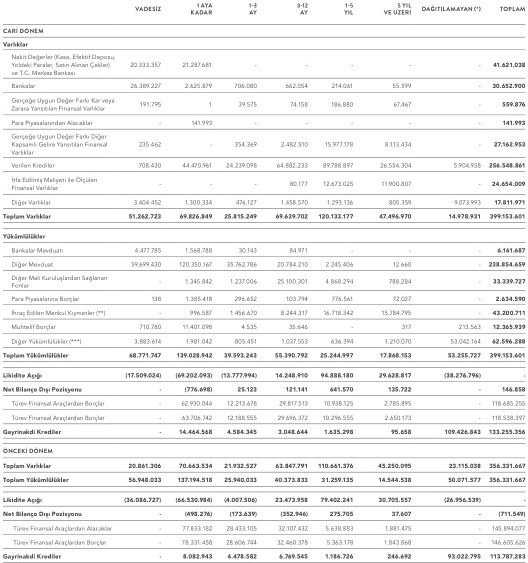 VADESİZ 1 AYA KADAR 1-3 AY 3-12 AY 1-5 YIL 5 YIL VE ÜZERİ DAĞITILAMAYAN (*) TOPLAM
CARİ DÖNEM
Varlıklar
Nakit Değerler (Kasa, Efektif Deposu,
Yoldaki Paralar, Satın Alınan Çekler)
ve T.C. Merkez Bankası 20.333.357 21.287.681 - - - - - 41.621.038
Bankalar 26.389.227 2.625.879 706.080 662.054 214.061 55.599 - 30.652.900
Gerçeğe Uygun Değer Farkı Kar veya
Zarara Yansıtılan Finansal Varlıklar 191.795 1 39.575 74.158 186.880 67.467 - 559.876
Para Piyasalarından Alacaklar - 141.993 - - - - - 141.993
Gerçeğe Uygun Değer Farkı Diğer
Kapsamlı Gelire Yansıtılan Finansal
Varlıklar 235.462 - 354.369 2.482.510 15.977.178 8.113.434 - 27.162.953
Verilen Krediler 708.430 44.470.961 24.239.098 64.882.233 89.788.897 26.554.304 5.904.938 256.548.861
İtfa Edilmiş Maliyeti ile Ölçülen
Finansal Varlıklar - - - 80.177 12.673.025 11.900.807 - 24.654.009
Diğer Varlıklar 3.404.452 1.300.334 476.127 1.458.570 1.293.136 805.359 9.073.993 17.811.971
Toplam Varlıklar 51.262.723 69.826.849 25.815.249 69.639.702 120.133.177 47.496.970 14.978.931 399.153.601
Yükümlülükler
Bankalar Mevduatı 4.477.785 1.568.788 30.143 84.971 - - - 6.161.687
Diğer Mevduat 59.699.430 120.350.167 35.762.786 20.784.210 2.245.406 12.660 - 238.854.659
Diğer Mali Kuruluşlardan Sağlanan
Fonlar - 1.345.842 1.237.006 25.100.301 4.868.294 788.284 - 33.339.727
Para Piyasalarına Borçlar 138 1.385.418 296.652 103.794 776.561 72.027 - 2.634.590
İhraç Edilen Menkul Kıymetler (**) - 996.587 1.456.670 8.244.317 16.718.342 15.784.795 - 43.200.711
Muhtelif Borçlar 710.780 11.401.098 4.535 35.646 - 317 213.563 12.365.939
Diğer Yükümlülükler (***) 3.883.614 1.981.042 805.451 1.037.553 636.394 1.210.070 53.042.164 62.596.288
Toplam Yükümlülükler 68.771.747 139.028.942 39.593.243 55.390.792 25.244.997 17.868.153 53.255.727 399.153.601
Likidite Açığı (17.509.024) (69.202.093) (13.777.994) 14.248.910 94.888.180 29.628.817 (38.276.796) -
Net Bilanço Dışı Pozisyonu - (776.698) 25.123 121.141 641.570 135.722 - 146.858
Türev Finansal Araçlardan Borçlar - 62.930.044 12.213.678 29.817.513 10.938.125 2.785.895 - 118.685.255
Türev Finansal Araçlardan Borçlar - 63.706.742 12.188.555 29.696.372 10.296.555 2.650.173 - 118.538.397
Gayrinakdi Krediler - 14.464.568 4.584.345 3.048.644 1.635.298 95.658 109.426.843 133.255.356
ÖNCEKİ DÖNEM
Toplam Varlıklar 20.861.306 70.663.534 21.932.527 63.847.791 110.661.376 45.250.095 23.115.038 356.331.667
Toplam Yükümlülükler 56.948.033 137.194.518 25.940.033 40.373.833 31.259.135 14.544.538 50.071.577 356.331.667
Likidite Açığı (36.086.727) (66.530.984) (4.007.506) 23.473.958 79.402.241 30.705.557 (26.956.539) -
Net Bilanço Dışı Pozisyonu - (498.276) (173.639) (352.946) 275.705 37.607 - (711.549)
Türev Finansal Araçlardan Alacaklar - 77.833.182 28.433.105 32.107.432 5.638.883 1.881.475 - 145.894.077
Türev Finansal Araçlardan Borçlar - 78.331.458 28.606.744 32.460.378 5.363.178 1.843.868 - 146.605.626
Gayrinakdi Krediler - 8.082.943 4.478.582 6.769.545 1.186.726 246.692 93.022.795 113.787.283